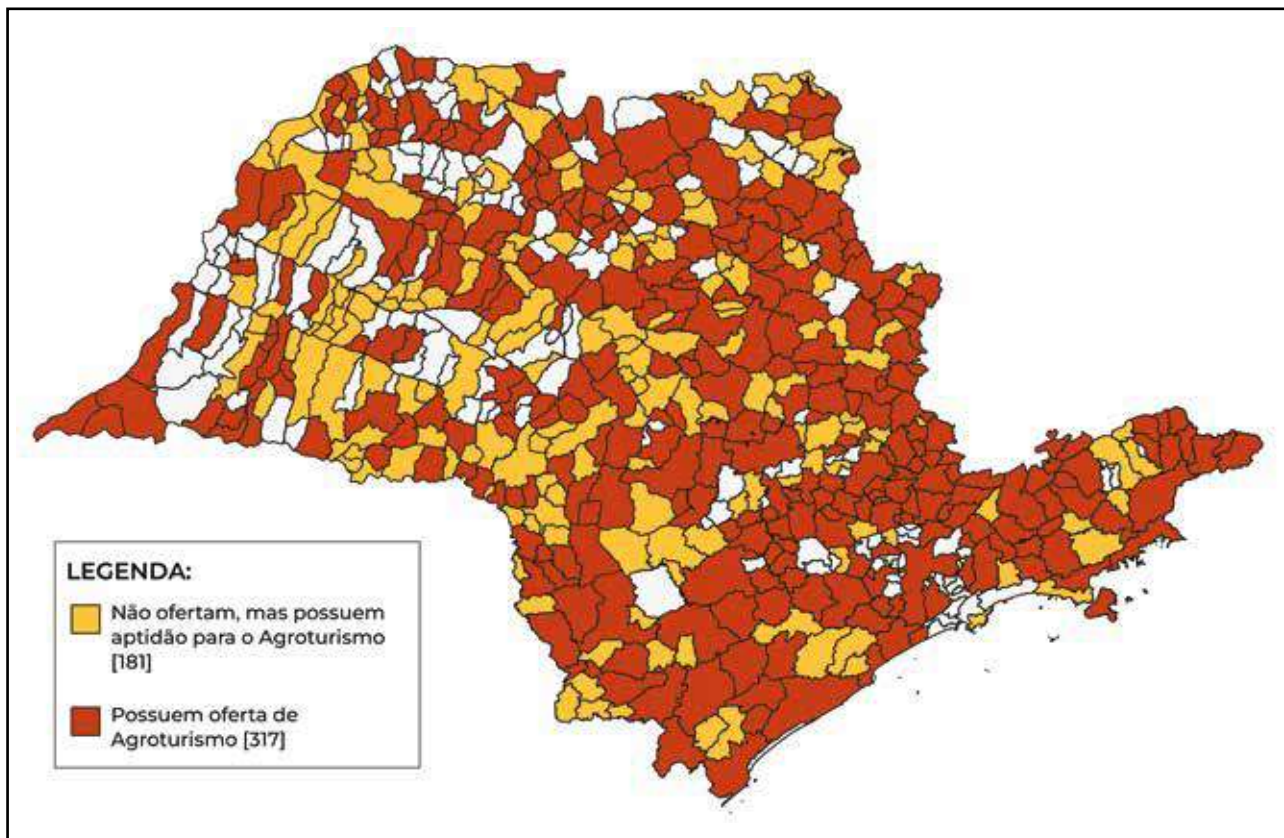 LEGENDA:
Não ofertam, mas possuem
aptidão para o Agroturismo
[181]
Possuem oferta de
Agroturismo [317]